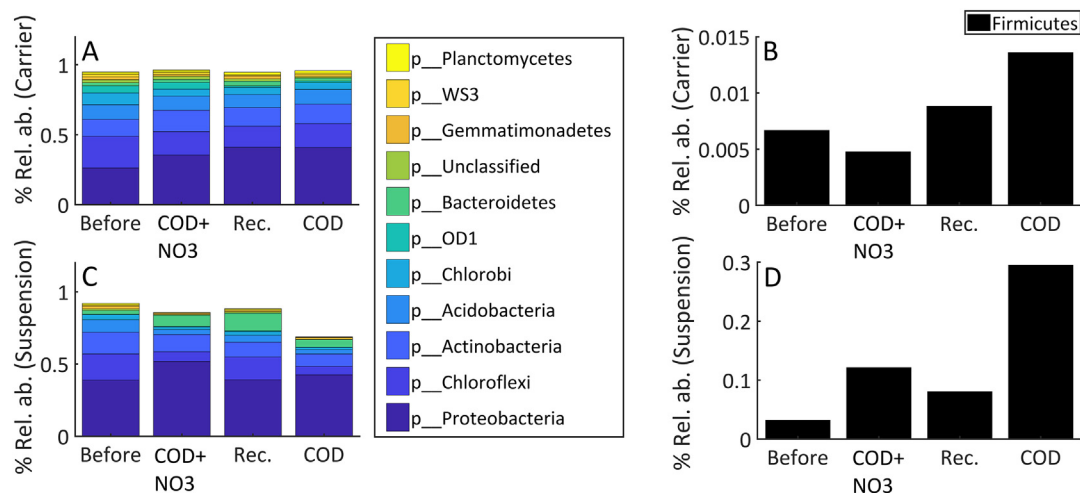 A
% Rel. ab. (Carrier)
1
0.5
0
Before
COD+
NO3
Rec.
COD
C
% Rel. ab. (Suspension)
1
0.5
0
Before
COD+
NO3
Rec.
COD
p__Planctomycetes
p__WS3
p__Gemmatimonadetes
p__Unclassified
p__Bacteroidetes
p__OD1
p__Chlorobi
p__Acidobacteria
p__Actinobacteria
p__Chloroflexi
p__Proteobacteria
Firmicutes
B
% Rel. ab. (Carrier)
0.015
0.01
0.005
0
Before
COD+
NO3
Rec.
COD
D
% Rel. ab. (Suspension)
0.3
0.2
0.1
0
Before
COD+
NO3
Rec.
COD